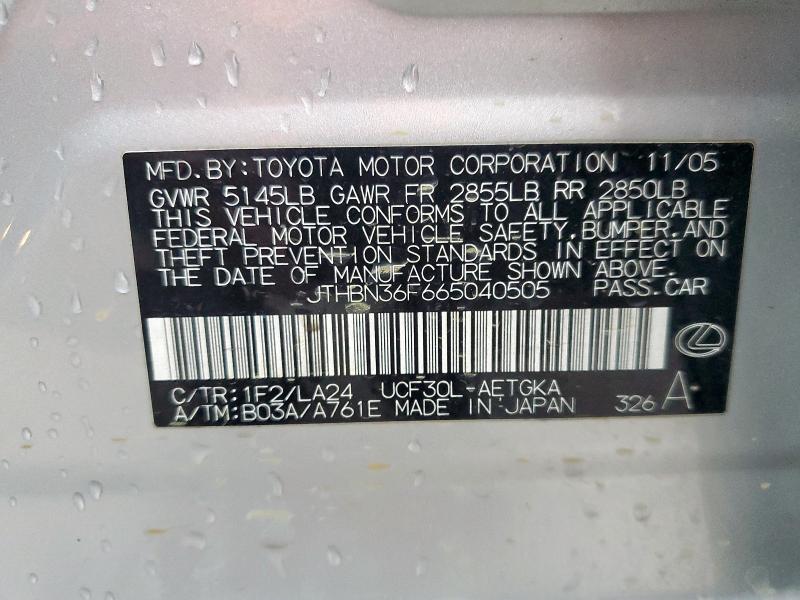 MFD. BY: TOYOTA MOTOR CORPORATION 11/05
GVWR 5145LB GAWR FR 2855LB RR 2850LB
THIS VEHICLE CONFORMS TO ALL APPLICABLE
FEDERAL MOTOR VEHICLE SAFETY, BUMPER, AND
THEFT PREVENTION STANDARDS IN EFFECT ON
THE DATE OF MANUFACTURE SHOWN ABOVE.
JTHBN36F665040505 PASS. CAR
C/TR: 1F2/LA24 UCF30L-AETGKA
A/TM: B03A/A761E MADE IN JAPAN 326 A